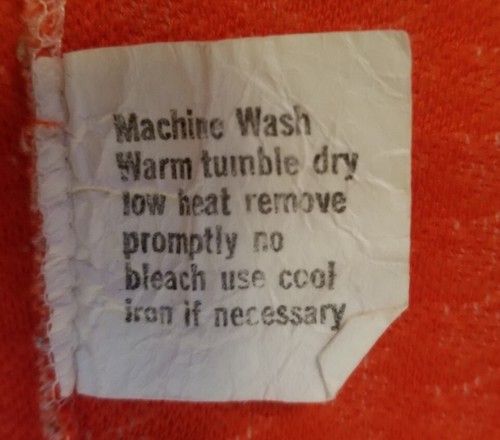 Machine Wash
Warm tumble dry
low heat remove
promptly no
bleach use cool
iron if necessary